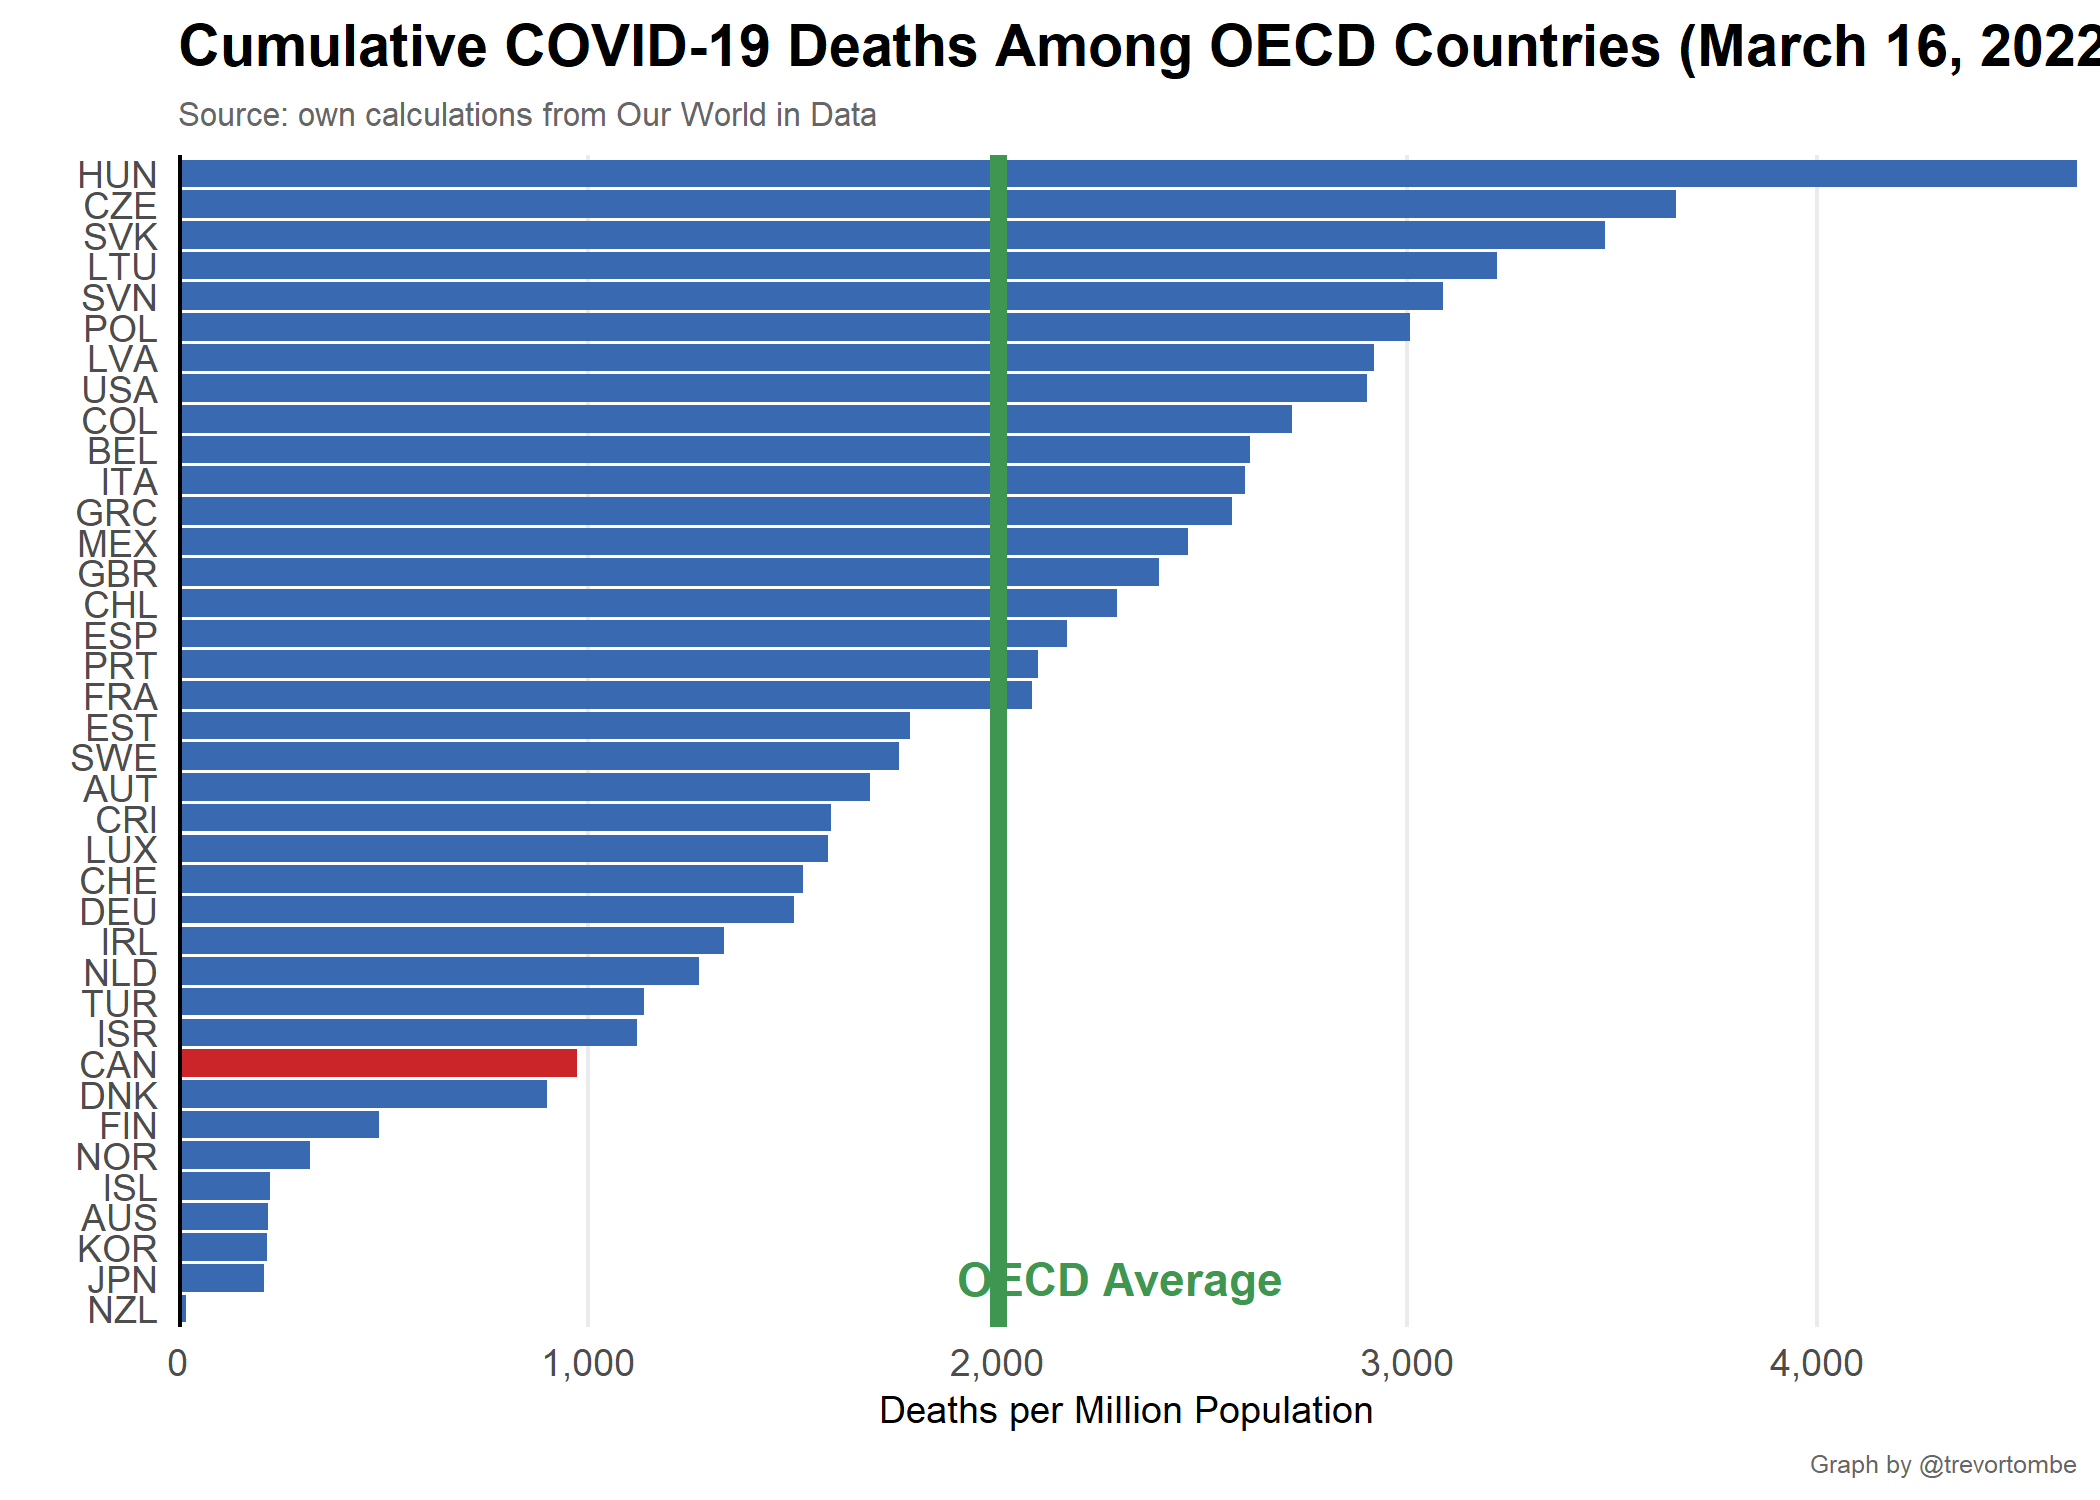 Cumulative COVID-19 Deaths Among OECD Countries (March 16, 2022
Source: own calculations from Our World in Data
HUN
CZE
SVK
LTU
SVN
POL
LVA
USA
COL
BEL
ITA
GRC
MEX
GBR
CHL
ESP
PRT
FRA
EST
SWE
AUT
CRI
LUX
CHE
DEU
IRL
NLD
TUR
ISR
CAN
DNK
FIN
NOR
ISL
AUS
KOR
JPN
NZL
OECD Average
0 1,000 2,000 3,000 4,000
Deaths per Million Population
Graph by @trevortombe